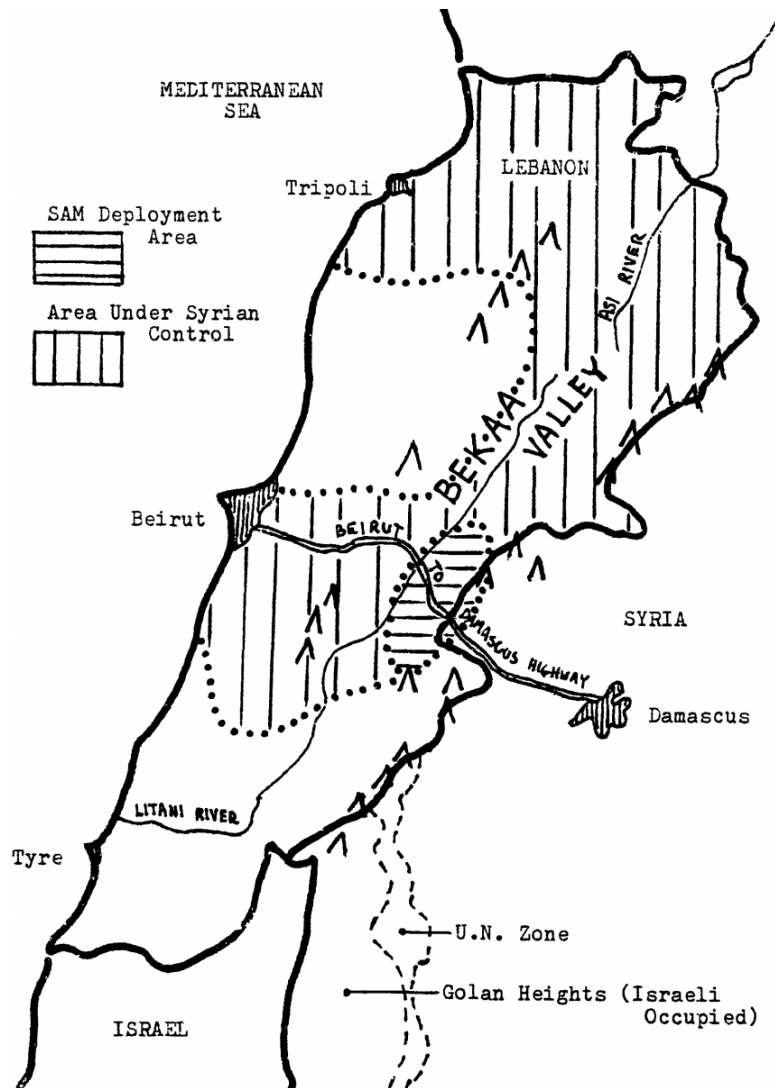 MEDITERRANEAN
SEA
LEBANON
Tripoli
SAM Deployment
Area
ASI RIVER
Area Under Syrian
Control
B·E·K·A·A
VALLEY
Beirut
BEIRUT
TO
DAMASCUS HIGHWAY
SYRIA
Damascus
LITANI RIVER
Tyre
U.N. Zone
Golan Heights (Israeli
Occupied)
ISRAEL